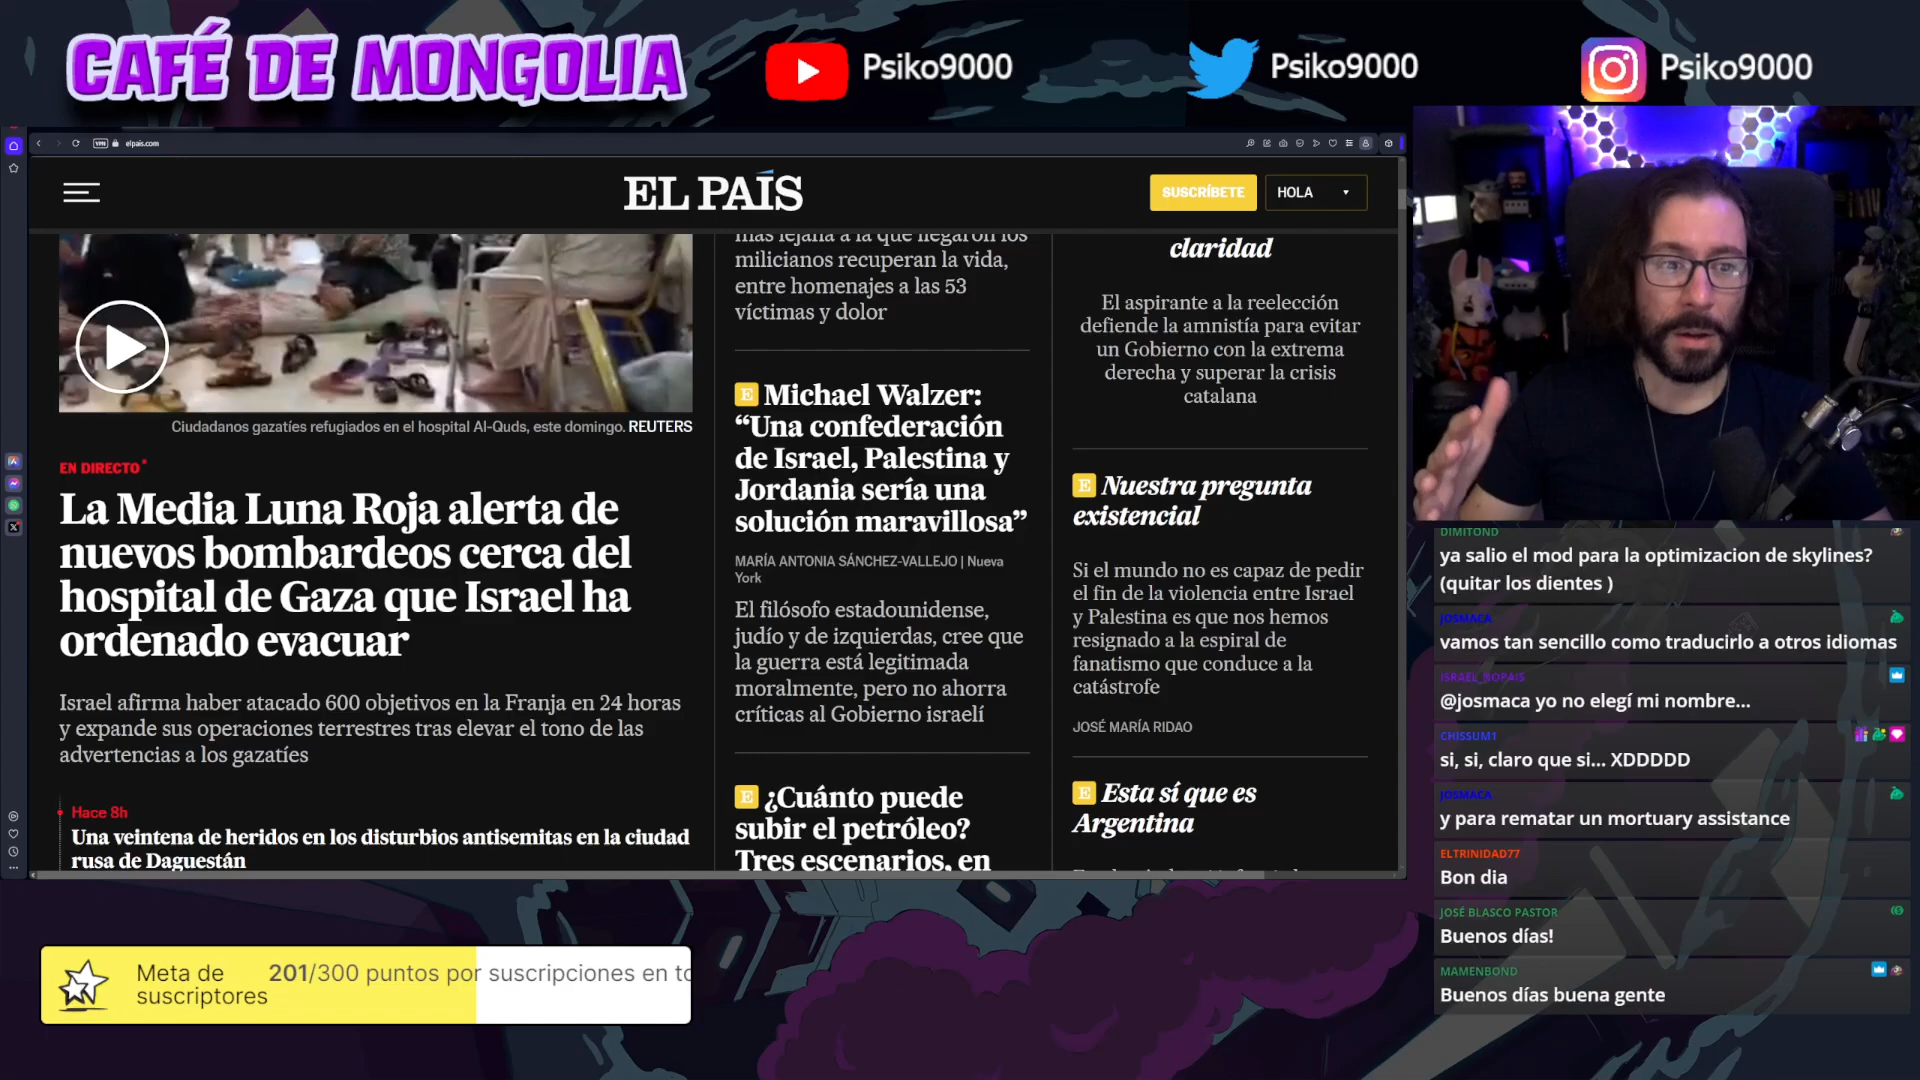 CAFÉ DE MONGOLIA
Psiko9000
Psiko9000
Psiko9000
VPN
elpais.com
EL PAÍS
SUSCRÍBETE
HOLA
Ciudadanos gazatíes refugiados en el hospital Al-Quds, este domingo. REUTERS
EN DIRECTO
La Media Luna Roja alerta de
nuevos bombardeos cerca del
hospital de Gaza que Israel ha
ordenado evacuar
Israel afirma haber atacado 600 objetivos en la Franja en 24 horas
y expande sus operaciones terrestres tras elevar el tono de las
advertencias a los gazatíes
Hace 8h
Una veintena de heridos en los disturbios antisemitas en la ciudad
rusa de Daguestán
más lejana a la que llegaron los
milicianos recuperan la vida,
entre homenajes a las 53
víctimas y dolor
E Michael Walzer:
“Una confederación
de Israel, Palestina y
Jordania sería una
solución maravillosa”
MARÍA ANTONIA SÁNCHEZ-VALLEJO | Nueva
York
El filósofo estadounidense,
judío y de izquierdas, cree que
la guerra está legitimada
moralmente, pero no ahorra
críticas al Gobierno israelí
E ¿Cuánto puede
subir el petróleo?
Tres escenarios, en
claridad
El aspirante a la reelección
defiende la amnistía para evitar
un Gobierno con la extrema
derecha y superar la crisis
catalana
E Nuestra pregunta
existencial
Si el mundo no es capaz de pedir
el fin de la violencia entre Israel
y Palestina es que nos hemos
resignado a la espiral de
fanatismo que conduce a la
catástrofe
JOSÉ MARÍA RIDAO
E Esta sí que es
Argentina
DIMITOND
ya salio el mod para la optimizacion de skylines?
(quitar los dientes )
JOSMACA
vamos tan sencillo como traducirlo a otros idiomas
ISRAEL_NOPAIS
@josmaca yo no elegí mi nombre...
CHISSUM1
si, si, claro que si... XDDDDD
JOSMACA
y para rematar un mortuary assistance
ELTRINIDAD77
Bon dia
JOSÉ BLASCO PASTOR
Buenos días!
MAMENBOND
Buenos días buena gente
Meta de
suscriptores
201/300 puntos por suscripciones en to